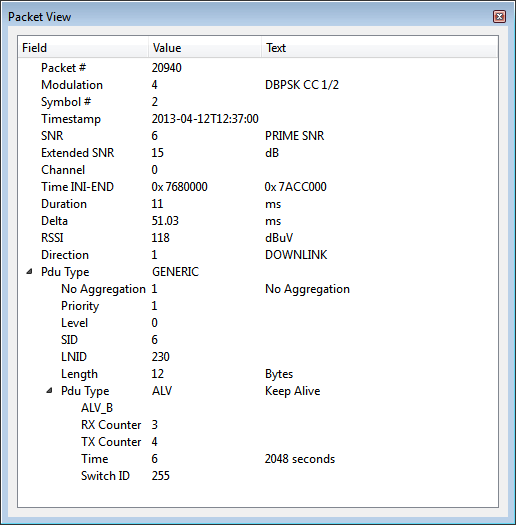 Packet View
Field Value Text
Packet # 20940
Modulation 4 DBPSK CC 1/2
Symbol # 2
Timestamp 2013-04-12T12:37:00
SNR 6 PRIME SNR
Extended SNR 15 dB
Channel 0
Time INI-END 0x 7680000 0x 7ACC000
Duration 11 ms
Delta 51.03 ms
RSSI 118 dBuV
Direction 1 DOWNLINK
Pdu Type GENERIC
No Aggregation 1 No Aggregation
Priority 1
Level 0
SID 6
LNID 230
Length 12 Bytes
Pdu Type ALV Keep Alive
ALV_B
RX Counter 3
TX Counter 4
Time 6 2048 seconds
Switch ID 255